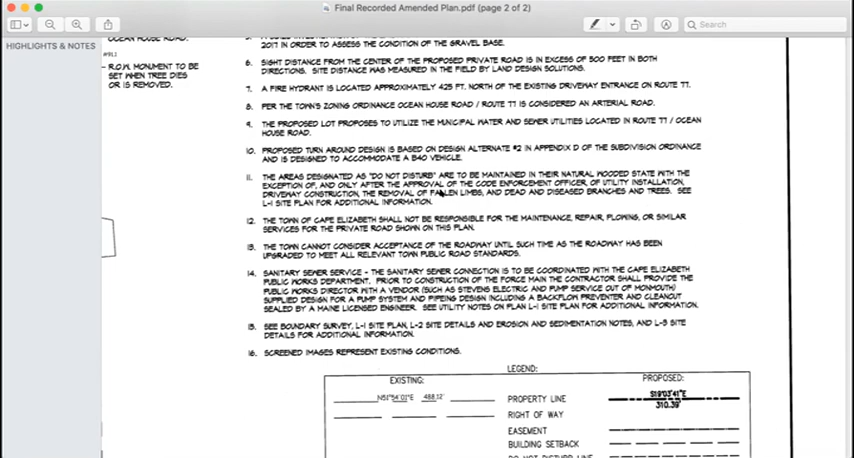 Final Recorded Amended Plan.pdf (page 2 of 2)
Search
HIGHLIGHTS & NOTES
OCEAN HOUSE ROAD.
R.O.W. MONUMENT TO BE
SET WHEN TREE DIES
OR IS REMOVED.
2017 IN ORDER TO ASSESS THE CONDITION OF THE GRAVEL BASE.
6. SIGHT DISTANCE FROM THE CENTER OF THE PROPOSED PRIVATE ROAD IS IN EXCESS OF 500 FEET IN BOTH
DIRECTIONS. SITE DISTANCE WAS MEASURED IN THE FIELD BY LAND DESIGN SOLUTIONS.
7. A FIRE HYDRANT IS LOCATED APPROXIMATELY 425 FT. NORTH OF THE EXISTING DRIVEWAY ENTRANCE ON ROUTE 77.
8. PER THE TOWN'S ZONING ORDINANCE OCEAN HOUSE ROAD / ROUTE 77 IS CONSIDERED AN ARTERIAL ROAD.
9. THE PROPOSED LOT PROPOSES TO UTILIZE THE MUNICIPAL WATER AND SEWER UTILITIES LOCATED IN ROUTE 77 / OCEAN
HOUSE ROAD.
10. PROPOSED TURN AROUND DESIGN IS BASED ON DESIGN ALTERNATE #2 IN APPENDIX D OF THE SUBDIVISION ORDINANCE
AND IS DESIGNED TO ACCOMMODATE A B40 VEHICLE.
11. THE AREAS DESIGNATED AS "DO NOT DISTURB" ARE TO BE MAINTAINED IN THEIR NATURAL WOODED STATE WITH THE
EXCEPTION OF, AND ONLY AFTER THE APPROVAL OF THE CODE ENFORCEMENT OFFICER, OF UTILITY INSTALLATION,
DRIVEWAY CONSTRUCTION, THE REMOVAL OF FALLEN LIMBS, AND DEAD AND DISEASED BRANCHES AND TREES. SEE
L-1 SITE PLAN FOR ADDITIONAL INFORMATION.
12. THE TOWN OF CAPE ELIZABETH SHALL NOT BE RESPONSIBLE FOR THE MAINTENANCE, REPAIR, PLOWING, OR SIMILAR
SERVICES FOR THE PRIVATE ROAD SHOWN ON THIS PLAN.
13. THE TOWN CANNOT CONSIDER ACCEPTANCE OF THE ROADWAY UNTIL SUCH TIME AS THE ROADWAY HAS BEEN
UPGRADED TO MEET ALL RELEVANT TOWN PUBLIC ROAD STANDARDS.
14. SANITARY SEWER SERVICE - THE SANITARY SEWER CONNECTION IS TO BE COORDINATED WITH THE CAPE ELIZABETH
PUBLIC WORKS DEPARTMENT. PRIOR TO CONSTRUCTION OF THE FORCE MAIN THE CONTRACTOR SHALL PROVIDE THE
PUBLIC WORKS DIRECTOR WITH A VENDOR (SUCH AS STEVENS ELECTRIC AND PUMP SERVICE OUT OF MONMOUTH)
SUPPLIED DESIGN FOR A PUMP SYSTEM AND PIPING DESIGN INCLUDING A BACKFLOW PREVENTER AND CLEANOUT
SEALED BY A MAINE LICENSED ENGINEER. SEE UTILITY NOTES ON PLAN L-1 SITE PLAN FOR ADDITIONAL INFORMATION.
15. SEE BOUNDARY SURVEY, L-1 SITE PLAN, L-2 SITE DETAILS AND EROSION AND SEDIMENTATION NOTES, AND L-3 SITE
DETAILS FOR ADDITIONAL INFORMATION.
16. SCREENED IMAGES REPRESENT EXISTING CONDITIONS.
LEGEND:
EXISTING:
PROPOSED:
N51°54'01"E 488.12'
PROPERTY LINE
S19°03'41"E
310.39'
RIGHT OF WAY
EASEMENT
BUILDING SETBACK
DO NOT DISTURB LINE